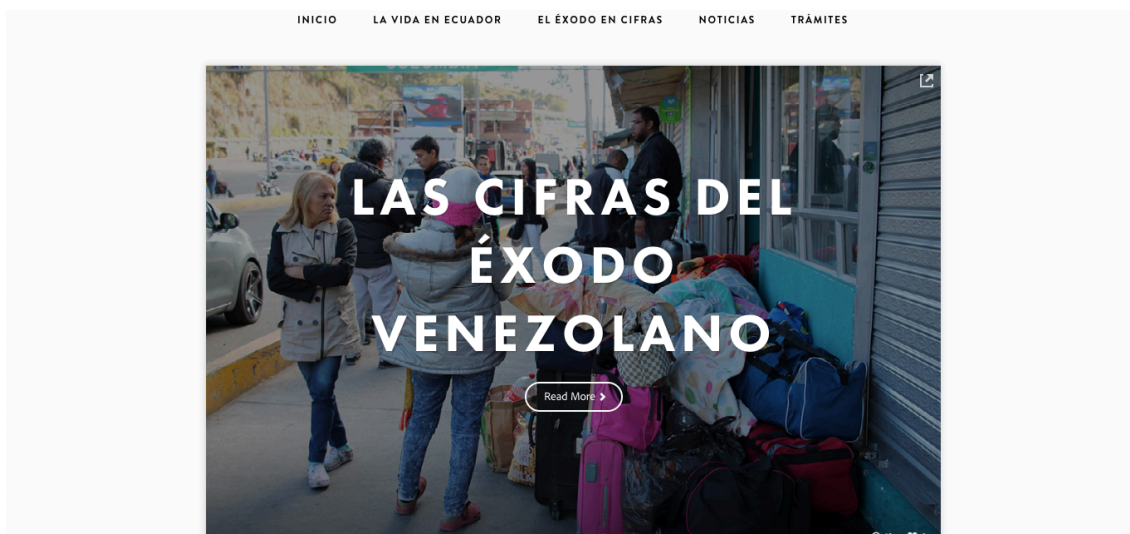 INICIO
LA VIDA EN ECUADOR
EL ÉXODO EN CIFRAS
NOTICIAS
TRÁMITES
LAS CIFRAS DEL
ÉXODO
VENEZOLANO
Read More